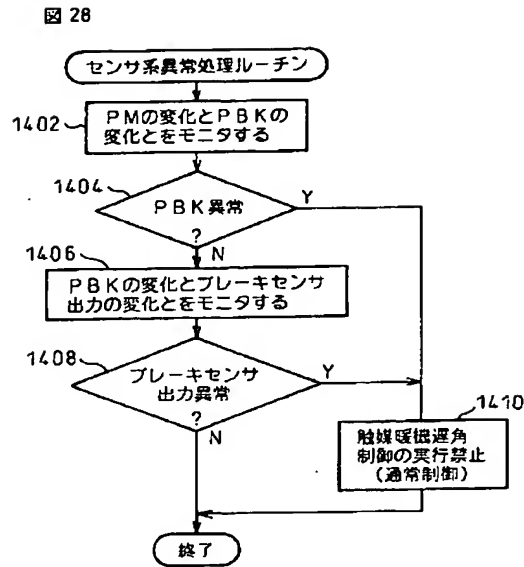 図 28
センサ系異常処理ルーチン
1402
PMの変化とPBKの
変化とをモニタする
1404
PBK異常
?
Y
N
1406
PBKの変化とブレーキセンサ
出力の変化とをモニタする
1408
ブレーキセンサ
出力異常
?
Y
N
1410
触媒暖機遅角
制御の実行禁止
(通常制御)
終了